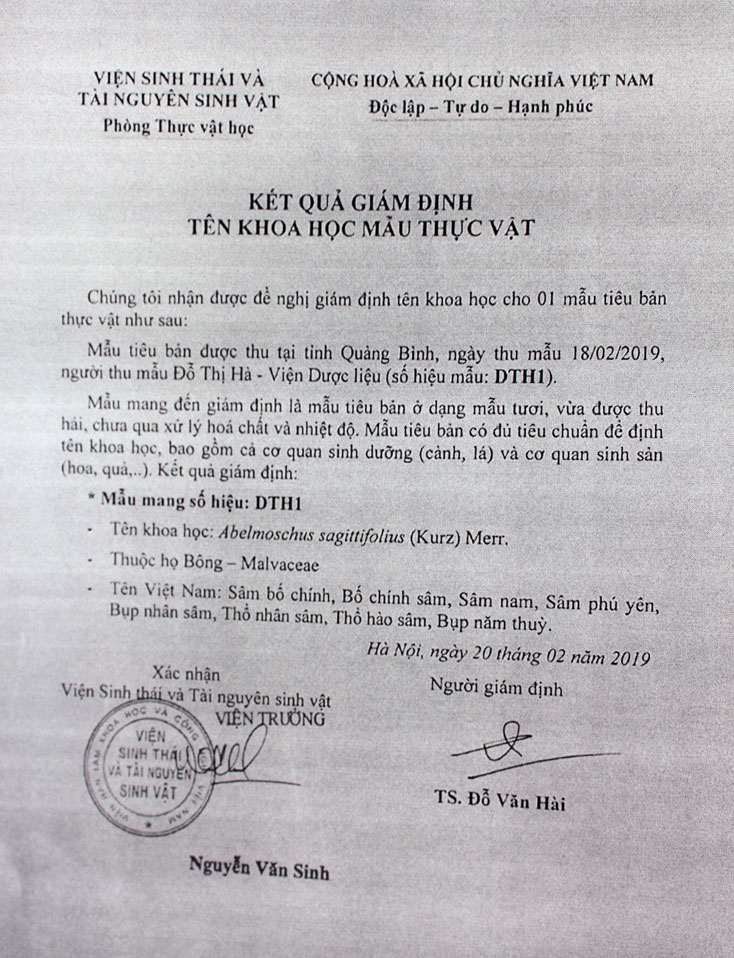 VIỆN SINH THÁI VÀ
TÀI NGUYÊN SINH VẬT
Phòng Thực vật học
CỘNG HOÀ XÃ HỘI CHỦ NGHĨA VIỆT NAM
Độc lập – Tự do – Hạnh phúc
KẾT QUẢ GIÁM ĐỊNH
TÊN KHOA HỌC MẪU THỰC VẬT
Chúng tôi nhận được đề nghị giám định tên khoa học cho 01 mẫu tiêu bản
thực vật như sau:
Mẫu tiêu bản được thu tại tỉnh Quảng Bình, ngày thu mẫu 18/02/2019,
người thu mẫu Đỗ Thị Hà - Viện Dược liệu (số hiệu mẫu: DTH1).
Mẫu mang đến giám định là mẫu tiêu bản ở dạng mẫu tươi, vừa được thu
hái, chưa qua xử lý hoá chất và nhiệt độ. Mẫu tiêu bản có đủ tiêu chuẩn để định
tên khoa học, bao gồm cả cơ quan sinh dưỡng (cành, lá) và cơ quan sinh sản
(hoa, quả,..). Kết quả giám định:
* Mẫu mang số hiệu: DTH1
- Tên khoa học: Abelmoschus sagittifolius (Kurz) Merr.
- Thuộc họ Bông – Malvaceae
- Tên Việt Nam: Sâm bố chính, Bố chính sâm, Sâm nam, Sâm phú yên,
Bụp nhân sâm, Thổ nhân sâm, Thổ hào sâm, Bụp năm thuỳ.
Hà Nội, ngày 20 tháng 02 năm 2019
Xác nhận
Viện Sinh thái và Tài nguyên sinh vật
VIỆN TRƯỞNG
Người giám định
VIỆN HÀN LÂM KHOA HỌC VÀ CÔNG VIỆT NAM
VIỆN
SINH THÁI
VÀ TÀI NGUYÊN
SINH VẬT
TS. Đỗ Văn Hài
Nguyễn Văn Sinh